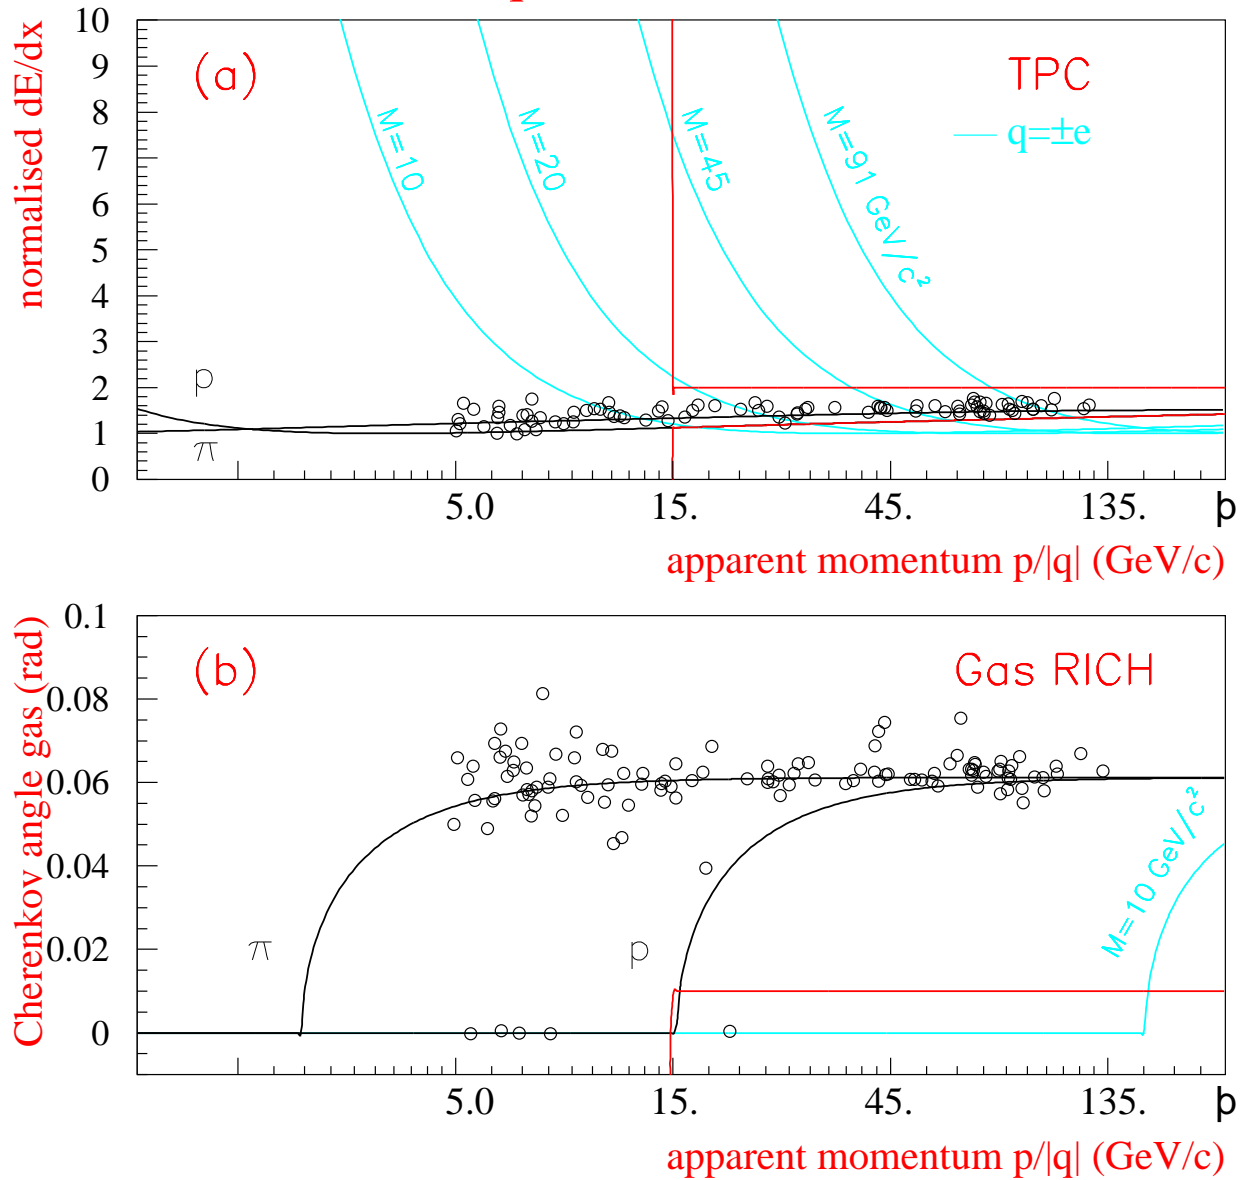 10
9
8
7
6
5
4
3
2
1
0
normalised dE/dx
(a)
TPC
q=±e
M=10
M=20
M=45
M=91 GeV/c²
p
π
5.0
15.
45.
135.
p
apparent momentum p/|q| (GeV/c)
0.1
0.08
0.06
0.04
0.02
0
Cherenkov angle gas (rad)
(b)
Gas RICH
π
p
M=10 GeV/c²
5.0
15.
45.
135.
p
apparent momentum p/|q| (GeV/c)